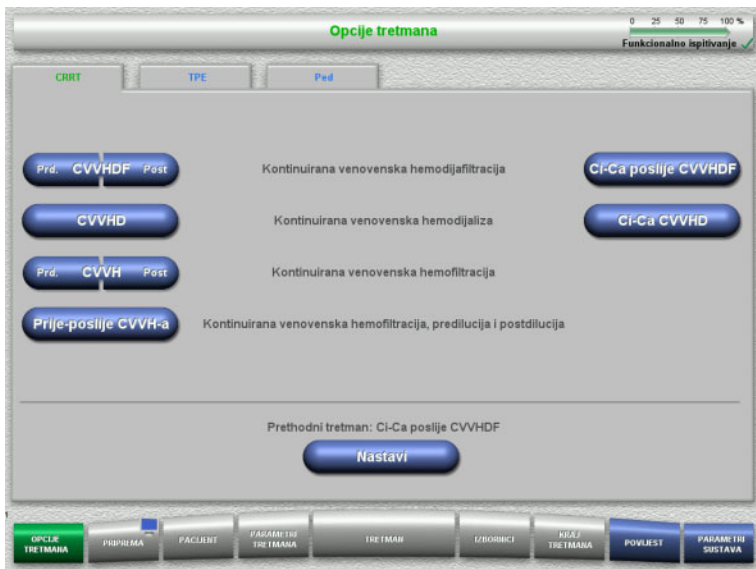 Opcije tretmana
0 25 50 75 100 %
Funkcionalno ispitivanje
CRRT TPE Ped
Prd. CVVHDF Post Kontinuirana venovenska hemodijafiltracija Ci-Ca poslije CVVHDF
CVVHD Kontinuirana venovenska hemodijaliza Ci-Ca CVVHD
Prd. CVVH Post Kontinuirana venovenska hemofiltracija
Prije-poslije CVVH-a Kontinuirana venovenska hemofiltracija, predilucija i postdilucija
Prethodni tretman: Ci-Ca poslije CVVHDF
Nastavi
OPCIJE TRETMANA
PRIPREMA
PACIJENT
PARAMETRI TRETMANA
TRETMAN
IZBORNICI
KRAJ TRETMANA
POVIJEST
PARAMETRI SUSTAVA